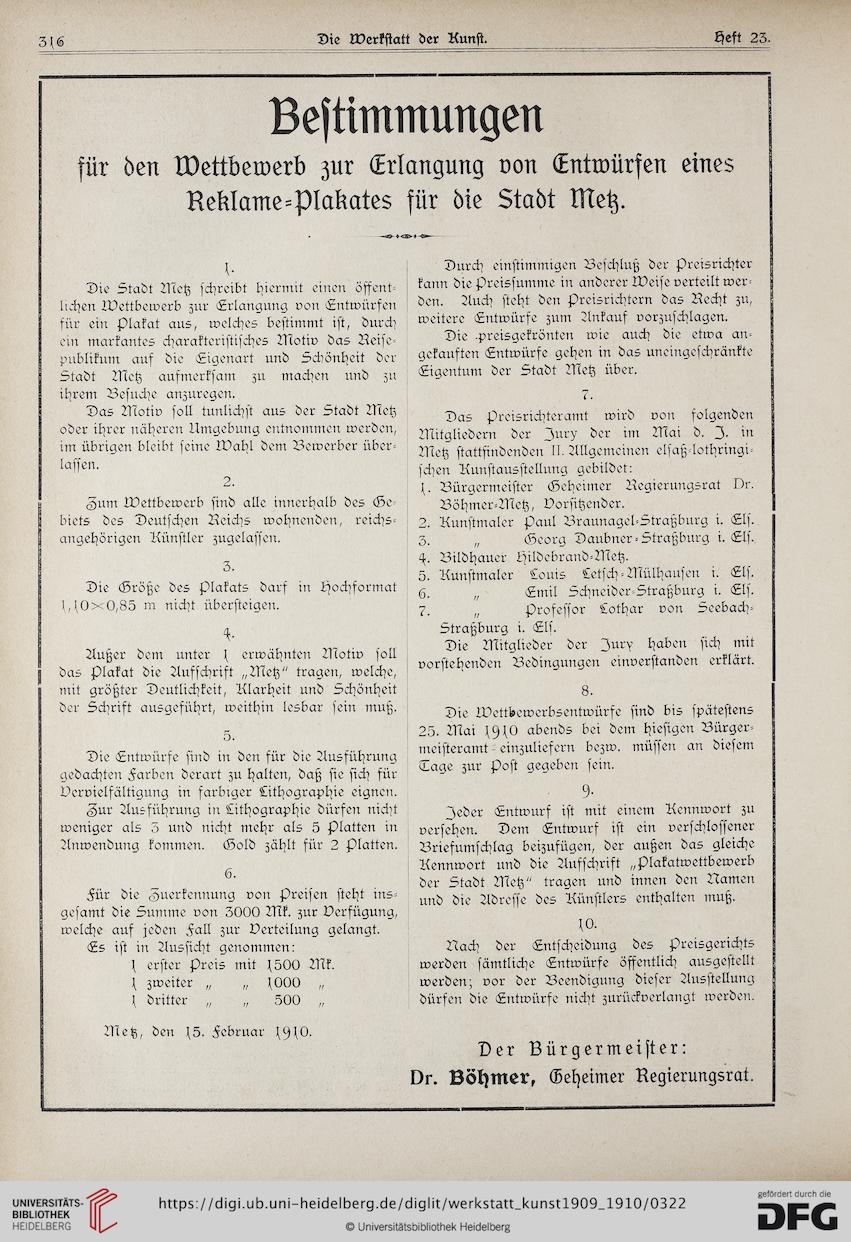 316
Die Werkſtatt der Kunſt.
Heft 23.
Beſtimmungen
für den Wettbewerb zur Erlangung von Entwürfen eines
Reklame=Plakates für die Stadt Metz.
1.
Die Stadt Metz ſchreibt hiermit einen öffent=
lichen Wettbewerb zur Erlangung von Entwürfen
für ein Plakat aus, welches beſtimmt iſt, durch
ein markantes charakteriſtiſches Motiv das Reiſe=
publikum auf die Eigenart und Schönheit der
Stadt Metz aufmerkſam zu machen und zu
ihrem Beſuche anzuregen.
Das Motiv ſoll tunlichſt aus der Stadt Metz
oder ihrer näheren Umgebung entnommen werden,
im übrigen bleibt ſeine Wahl dem Bewerber über=
laſſen.
2.
Zum Wettbewerb ſind alle innerhalb des Ge=
biets des Deutſchen Reichs wohnenden, reichs=
angehörigen Künſtler zugelaſſen.
3.
Die Größe des Plakats darf in Hochformat
1,10×0,85 m nicht überſteigen.
4.
Außer dem unter 1 erwähnten Motiv ſoll
das Plakat die Aufſchrift „Metz" tragen, welche,
mit größter Deutlichkeit, Klarheit und Schönheit
der Schrift ausgeführt, weithin lesbar ſein muß.
5.
Die Entwürfe ſind in den für die Ausführung
gedachten Farben derart zu halten, daß ſie ſich für
Vervielfältigung in farbiger Lithographie eignen.
Zur Ausführung in Lithographie dürfen nicht
weniger als 3 und nicht mehr als 5 Platten in
Anwendung kommen. Gold zählt für 2 Platten.
6.
Für die Zuerkennung von Preiſen ſteht ins=
geſamt die Summe von 3000 Mk. zur Verfügung,
welche auf jeden Fall zur Verteilung gelangt.
Es iſt in Ausſicht genommen:
1 erſter Preis mit 1500 Mk.
1 zweiter „ „ 1000 „
1 dritter „ „ 500 „
Metz, den 15. Februar 1910.
Durch einſtimmigen Beſchluß der Preisrichter
kann die Preisſumme in anderer Weiſe verteilt wer=
den. Auch ſteht den Preisrichtern das Recht zu,
weitere Entwürfe zum Ankauf vorzuſchlagen.
Die preisgekrönten wie auch die etwa an=
gekauften Entwürfe gehen in das uneingeſchränkte
Eigentum der Stadt Metz über.
7.
Das Preisrichteramt wird von folgenden
Mitgliedern der Jury der im Mai d. J. in
Metz ſtattfindenden II. Allgemeinen elſaß=lothringi=
ſchen Kunſtausſtellung gebildet:
1. Bürgermeiſter Geheimer Regierungsrat Dr.
Böhmer=Metz, Vorſitzender.
2. Kunſtmaler Paul Braunagel=Straßburg i. Elſ.
3. „ Georg Daubner=Straßburg i. Elſ.
4. Bildhauer Hildebrand=Metz.
5. Kunſtmaler Louis Letſch=Mülhauſen i. Elſ.
6. „ Emil Schneider=Straßburg i. Elſ.
7. „ Profeſſor Lothar von Seebach=
Straßburg i. Elſ.
Die Mitglieder der Jury haben ſich mit
vorſtehenden Bedingungen einverſtanden erklärt.
8.
Die Wettbewerbsentwürfe ſind bis ſpäteſtens
25. Mai 1910 abends bei dem hieſigen Bürger=
meiſteramt einzuliefern bezw. müſſen an dieſem
Tage zur Poſt gegeben ſein.
9.
Jeder Entwurf iſt mit einem Kennwort zu
verſehen. Dem Entwurf iſt ein verſchloſſener
Briefumſchlag beizufügen, der außen das gleiche
Kennwort und die Aufſchrift „Plakatwettbewerb
der Stadt Metz" tragen und innen den Namen
und die Adreſſe des Künſtlers enthalten muß.
10.
Nach der Entſcheidung des Preisgerichts
werden ſämtliche Entwürfe öffentlich ausgeſtellt
werden; vor der Beendigung dieſer Ausſtellung
dürfen die Entwürfe nicht zurückverlangt werden.
Der Bürgermeiſter:
Dr. Böhmer, Geheimer Regierungsrat.
UNIVERSITÄTS-
BIBLIOTHEK
HEIDELBERG
https://digi.ub.uni-heidelberg.de/diglit/werkstatt_kunst1909_1910/0322
© Universitätsbibliothek Heidelberg
gefördert durch die
DFG